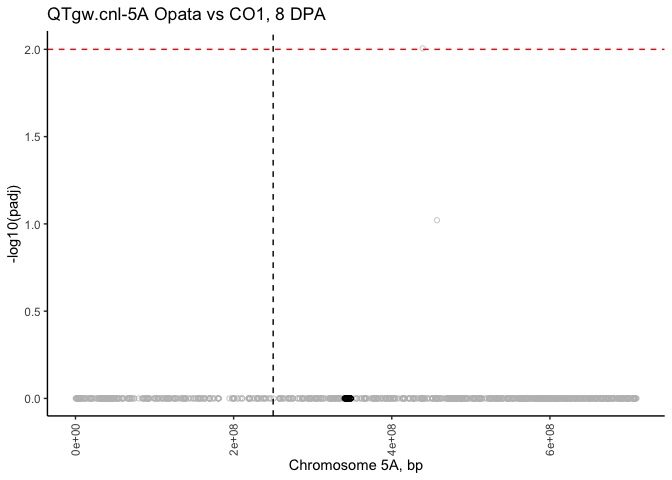 QTgw.cnl-5A Opata vs CO1, 8 DPA
-log10(padj)
2.0
1.5
1.0
0.5
0.0
0e+00
2e+08
4e+08
6e+08
Chromosome 5A, bp